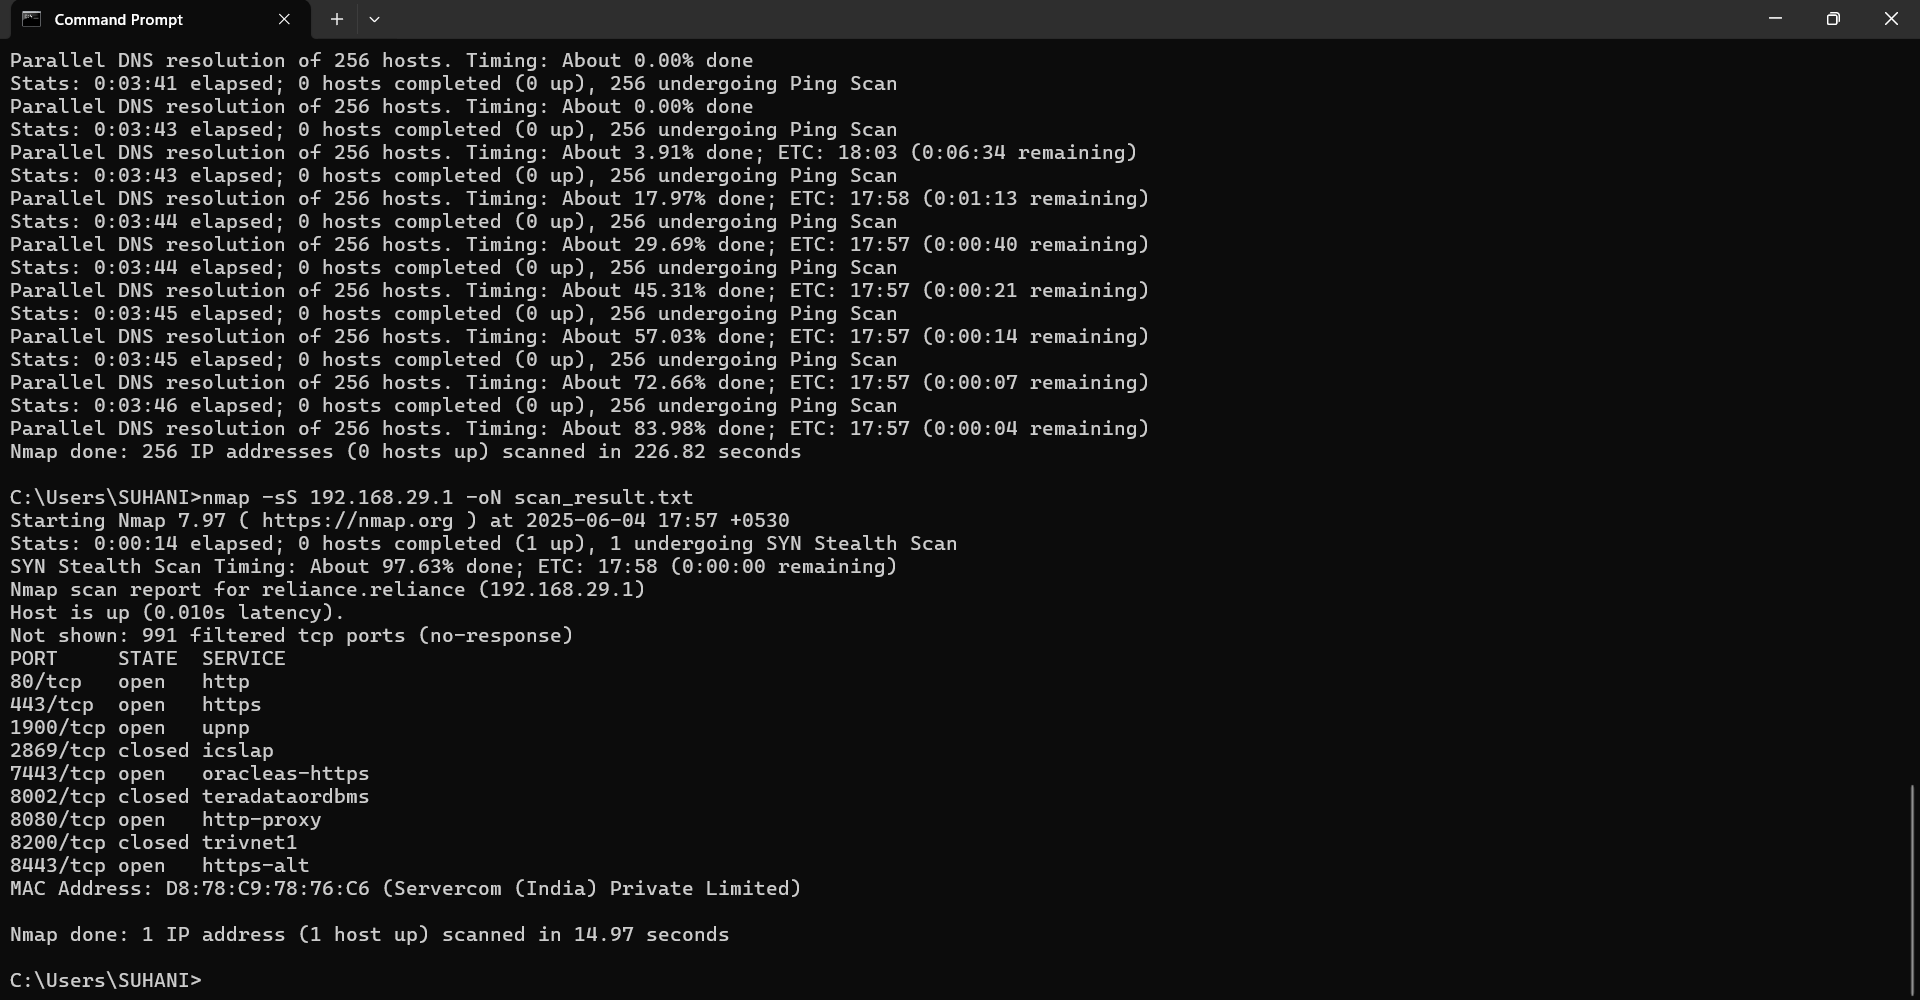 Command Prompt
Parallel DNS resolution of 256 hosts. Timing: About 0.00% done
Stats: 0:03:41 elapsed; 0 hosts completed (0 up), 256 undergoing Ping Scan
Parallel DNS resolution of 256 hosts. Timing: About 0.00% done
Stats: 0:03:43 elapsed; 0 hosts completed (0 up), 256 undergoing Ping Scan
Parallel DNS resolution of 256 hosts. Timing: About 3.91% done; ETC: 18:03 (0:06:34 remaining)
Stats: 0:03:43 elapsed; 0 hosts completed (0 up), 256 undergoing Ping Scan
Parallel DNS resolution of 256 hosts. Timing: About 17.97% done; ETC: 17:58 (0:01:13 remaining)
Stats: 0:03:44 elapsed; 0 hosts completed (0 up), 256 undergoing Ping Scan
Parallel DNS resolution of 256 hosts. Timing: About 29.69% done; ETC: 17:57 (0:00:40 remaining)
Stats: 0:03:44 elapsed; 0 hosts completed (0 up), 256 undergoing Ping Scan
Parallel DNS resolution of 256 hosts. Timing: About 45.31% done; ETC: 17:57 (0:00:21 remaining)
Stats: 0:03:45 elapsed; 0 hosts completed (0 up), 256 undergoing Ping Scan
Parallel DNS resolution of 256 hosts. Timing: About 57.03% done; ETC: 17:57 (0:00:14 remaining)
Stats: 0:03:45 elapsed; 0 hosts completed (0 up), 256 undergoing Ping Scan
Parallel DNS resolution of 256 hosts. Timing: About 72.66% done; ETC: 17:57 (0:00:07 remaining)
Stats: 0:03:46 elapsed; 0 hosts completed (0 up), 256 undergoing Ping Scan
Parallel DNS resolution of 256 hosts. Timing: About 83.98% done; ETC: 17:57 (0:00:04 remaining)
Nmap done: 256 IP addresses (0 hosts up) scanned in 226.82 seconds
C:\Users\SUHANI>nmap -sS 192.168.29.1 -oN scan_result.txt
Starting Nmap 7.97 ( https://nmap.org ) at 2025-06-04 17:57 +0530
Stats: 0:00:14 elapsed; 0 hosts completed (1 up), 1 undergoing SYN Stealth Scan
SYN Stealth Scan Timing: About 97.63% done; ETC: 17:58 (0:00:00 remaining)
Nmap scan report for reliance.reliance (192.168.29.1)
Host is up (0.010s latency).
Not shown: 991 filtered tcp ports (no-response)
PORT     STATE  SERVICE
80/tcp   open   http
443/tcp  open   https
1900/tcp open   upnp
2869/tcp closed icslap
7443/tcp open   oracleas-https
8002/tcp closed teradataordbms
8080/tcp open   http-proxy
8200/tcp closed trivnet1
8443/tcp open   https-alt
MAC Address: D8:78:C9:78:76:C6 (Servercom (India) Private Limited)
Nmap done: 1 IP address (1 host up) scanned in 14.97 seconds
C:\Users\SUHANI>